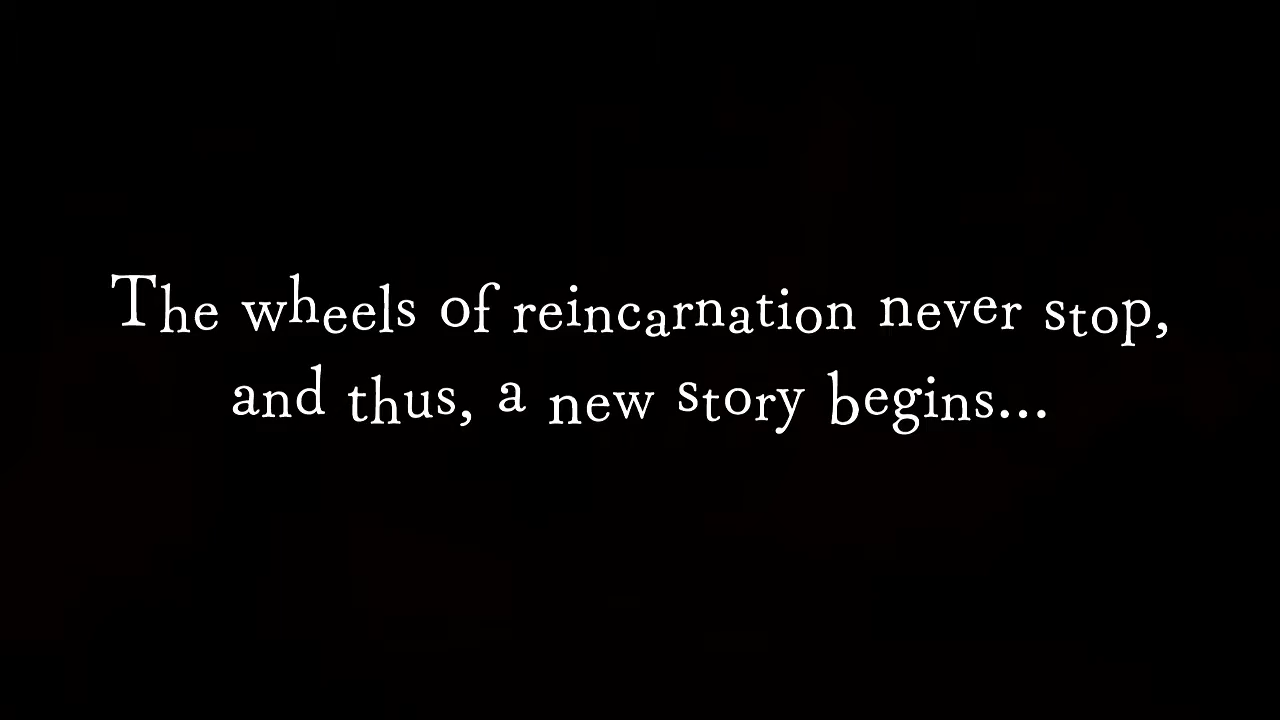 The wheels of reincarnation never stop,
and thus, a new story begins...